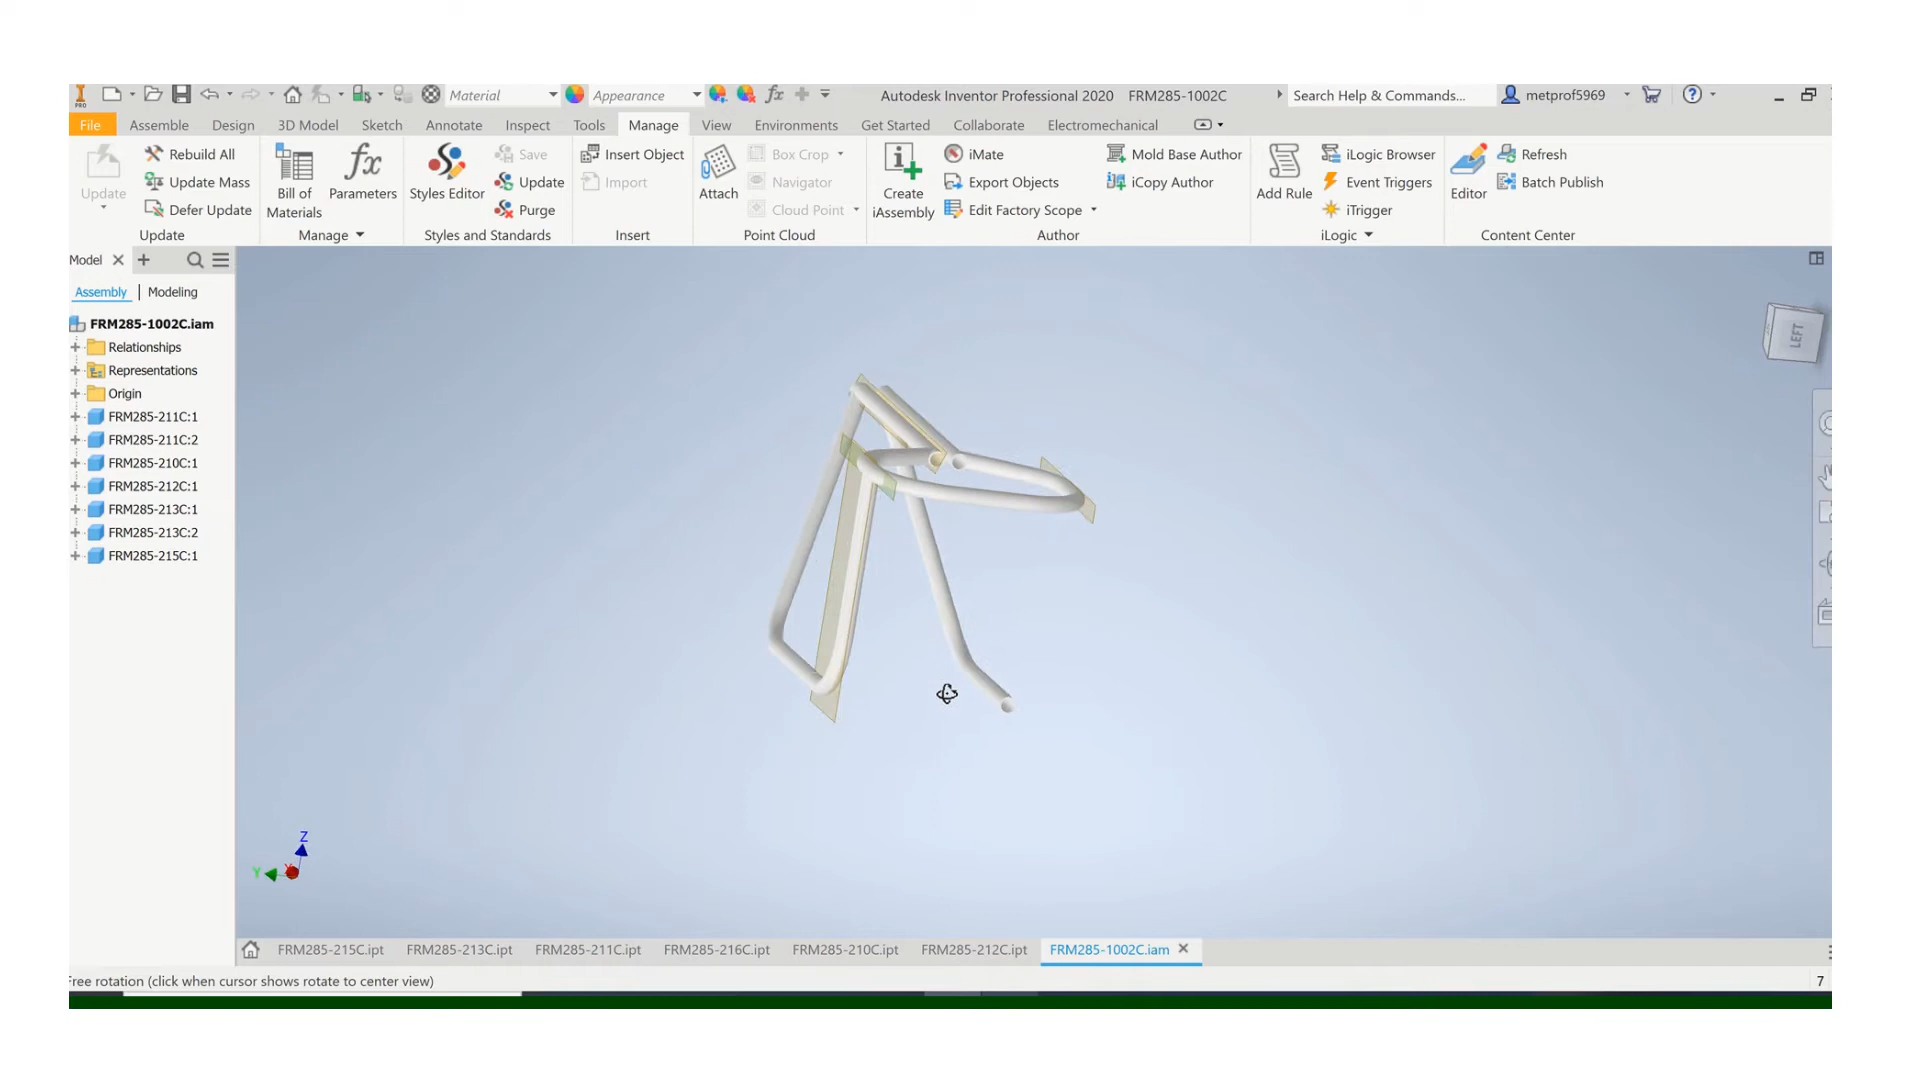 PRO Material Appearance fx Autodesk Inventor Professional 2020 FRM285-1002C Search Help & Commands... metprof5969
File Assemble Design 3D Model Sketch Annotate Inspect Tools Manage View Environments Get Started Collaborate Electromechanical
Update
Rebuild All
Update Mass
Defer Update
Update
Bill of Materials
fx Parameters
Manage
Styles Editor
Save
Update
Purge
Styles and Standards
Insert Object
Import
Insert
Attach
Box Crop
Navigator
Cloud Point
Point Cloud
Create iAssembly
iMate
Export Objects
Edit Factory Scope
Mold Base Author
iCopy Author
Author
Add Rule
iLogic Browser
Event Triggers
iTrigger
iLogic
Editor
Refresh
Batch Publish
Content Center
Model
Assembly | Modeling
FRM285-1002C.iam
Relationships
Representations
Origin
FRM285-211C:1
FRM285-211C:2
FRM285-210C:1
FRM285-212C:1
FRM285-213C:1
FRM285-213C:2
FRM285-215C:1
LEFT
Z
Y X
FRM285-215C.ipt FRM285-213C.ipt FRM285-211C.ipt FRM285-216C.ipt FRM285-210C.ipt FRM285-212C.ipt FRM285-1002C.iam
Free rotation (click when cursor shows rotate to center view) 7